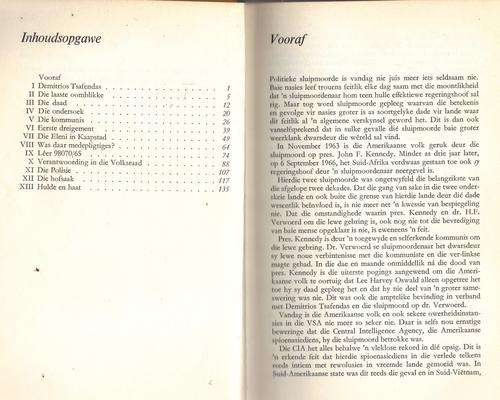 Inhoudsopgawe
Vooraf
I Demitrios Tsafendas 1
II Die laaste oomblikke 5
III Die daad 12
IV Die ondersoek 20
V Die kommunis 26
VI Eerste dreigement 39
VII Die Eleni in Kaapstad 49
VIII Was daar medepligtiges? 64
IX Lêer 98070/65 74
X Verantwoording in die Volksraad 88
XI Die Polisie 107
XII Die hofsaak 117
XIII Hulde en haat 135
Vooraf
Politieke sluipmoorde is vandag nie juis meer iets seldsaam nie.
Baie nasies leef trouens feitlik elke dag saam met die moontlikheid
dat 'n sluipmoordenaar hom teen hulle effektiewe regeringshoof sal
rig. Maar tog word sluipmoorde gepleeg waarvan die betekenis
en gevolge vir nasies groter is as soortgelyke dade vir lande waar
dit feitlik al 'n algemene verskynsel geword het. Dit is dan ook
vanselfsprekend dat in sulke gevalle dié sluipmoorde baie groter
wêreldwyd aandag trek.
In November 1963 is die Amerikaanse volk geruk deur die
sluipmoord op pres. John F. Kennedy. Minder as drie jaar later,
op 6 September 1966, het Suid-Afrika verdwaas gestaan toe ook sy
regeringshoof deur 'n sluipmoordenaar neergevel is.
Hierdie twee sluipmoorde was ongetwyfeld die belangrikste van
die afgelope twee dekades. Dat die gang van sake in die twee onder-
skeie lande en ook buite die grense van hierdie lande deur dié dade
wesentlik beïnvloed is, is nie meer net 'n kwessie van bespiegeling
nie. Dat die omstandighede waarin pres. Kennedy en dr. H.F.
Verwoerd om die lewe gebring is, ook nog nie tot die bevrediging
van baie mense opgeklaar is nie, is eweneens 'n feit.
Pres. Kennedy is deur 'n toegewyde en selferkende kommunis om
die lewe gebring. Dr. Verwoerd se sluipmoordenaar het dwarsdeur
sy lewe noue verbintenisse met die kommuniste en die ver-linkse
magte gehad. In die dae en maande onmiddellik ná die dood van
pres. Kennedy is die uiterste pogings aangewend om die Ameri-
kaanse volk te oortuig dat Lee Harvey Oswald alleen opgetree het
tot hy sy daad gepleeg het en dat hy nie deel van 'n groter same-
swering was nie. Dit was ook die amptelike bevinding in verband
met Demitrios Tsafendas en die sluipmoord op dr. Verwoerd.
Vandag is die Amerikaanse volk en ook sekere owerheidsinstan-
sies in die VSA nie meer so seker nie. Daar is selfs nou ernstige
beweringe dat die Central Intelligence Agency, die Amerikaanse
spioenasiediens, by die sluipmoord betrokke was.
Die CIA het alles behalwe 'n vleklose rekord in dié opsig. Dit is
'n erkende feit dat hierdie spioenasiediens in die verlede telkens
reeds intiem met rewolusies in vreemde lande gemoeid was. In
Suid-Amerikaanse state was dit reeds die geval en in Suid-Viëtnam,